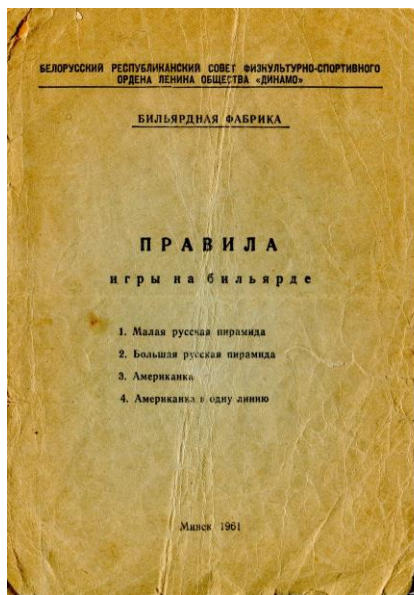 БЕЛОРУССКИЙ РЕСПУБЛИКАНСКИЙ СОВЕТ ФИЗКУЛЬТУРНО-СПОРТИВНОГО
ОРДЕНА ЛЕНИНА ОБЩЕСТВА «ДИНАМО»
БИЛЬЯРДНАЯ ФАБРИКА
ПРАВИЛА
игры на бильярде
1. Малая русская пирамида
2. Большая русская пирамида
3. Американка
4. Американка в одну линию
Минск 1961